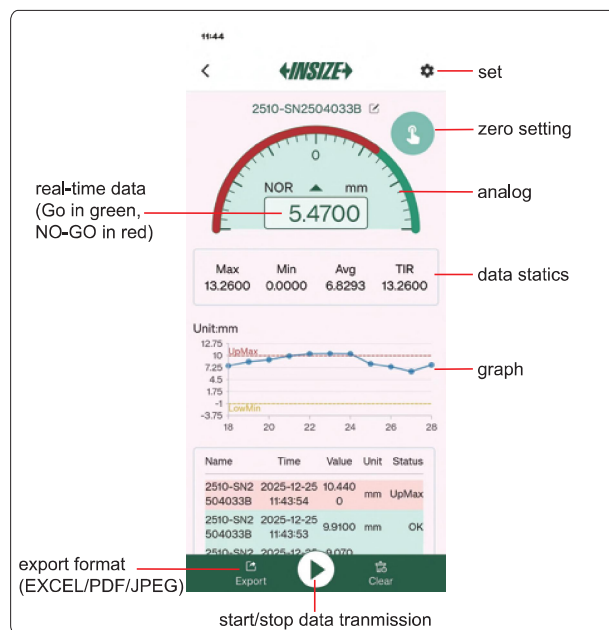 11:44
INSIZE
set
2510-SN2504033B
zero setting
0
analog
NOR mm
5.4700
real-time data
(Go in green,
NO-GO in red)
Max Min Avg TIR
13.2600 0.0000 6.8293 13.2600
data statics
Unit:mm
12.75
UpMax
10
7.25
4.5
1.75
-1
LowMin
-3.75
18 20 22 24 26 28
graph
Name Time Value Unit Status
2510-SN2 2025-12-25 10.440
504033B 11:43:54 0 mm UpMax
2510-SN2 2025-12-25
504033B 11:43:53 9.9100 mm OK
export format
(EXCEL/PDF/JPEG)
Export Clear
start/stop data tranmission